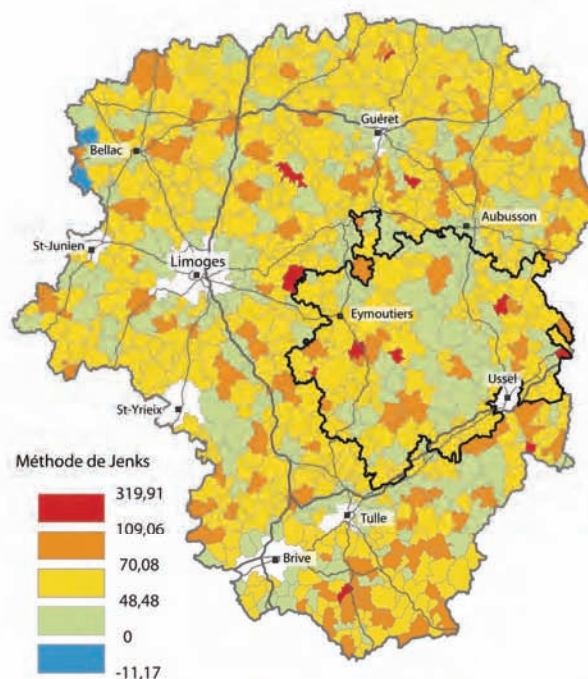 Guéret
Bellac
Aubusson
St-Junien
Limoges
Eymoutiers
Ussel
St-Yrieix
Méthode de Jenks
319,91
109,06
Tulle
70,08
Brive
48,48
0
-11,17